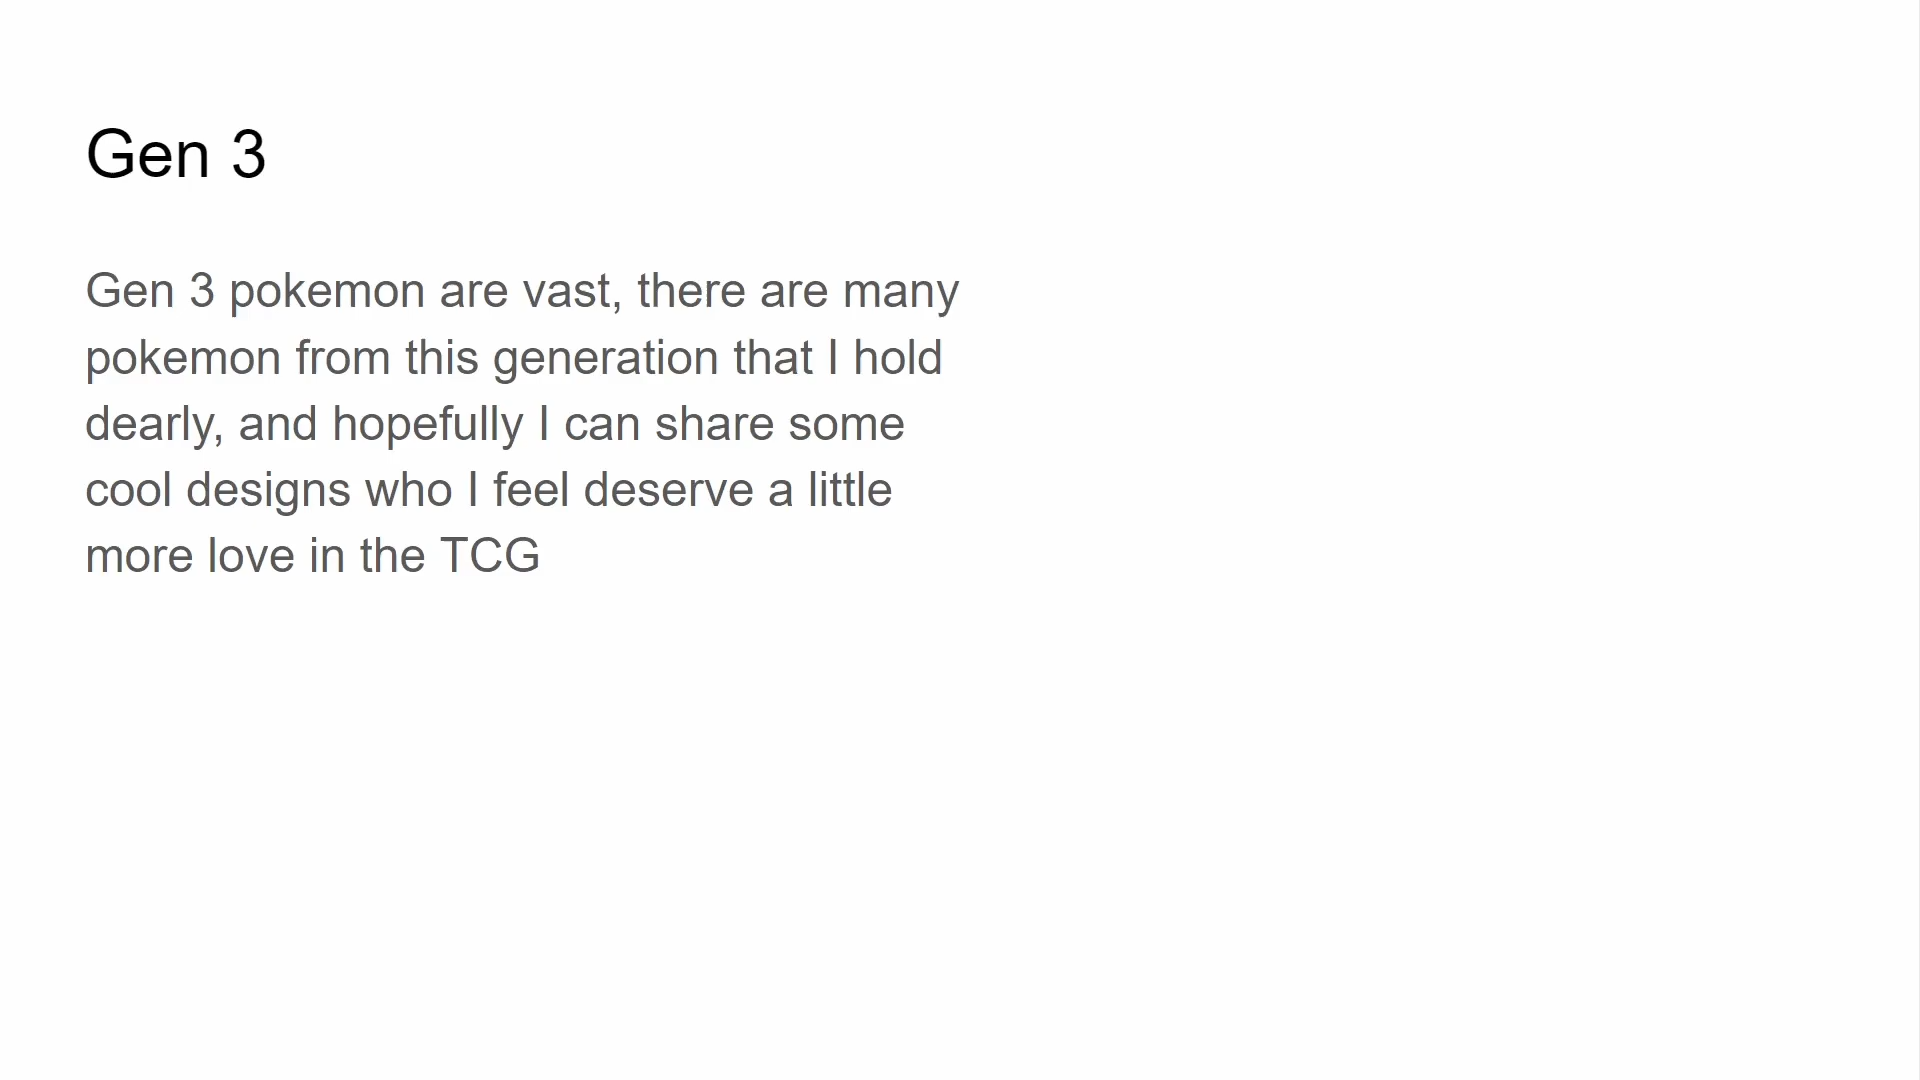 Gen 3
Gen 3 pokemon are vast, there are many
pokemon from this generation that I hold
dearly, and hopefully I can share some
cool designs who I feel deserve a little
more love in the TCG